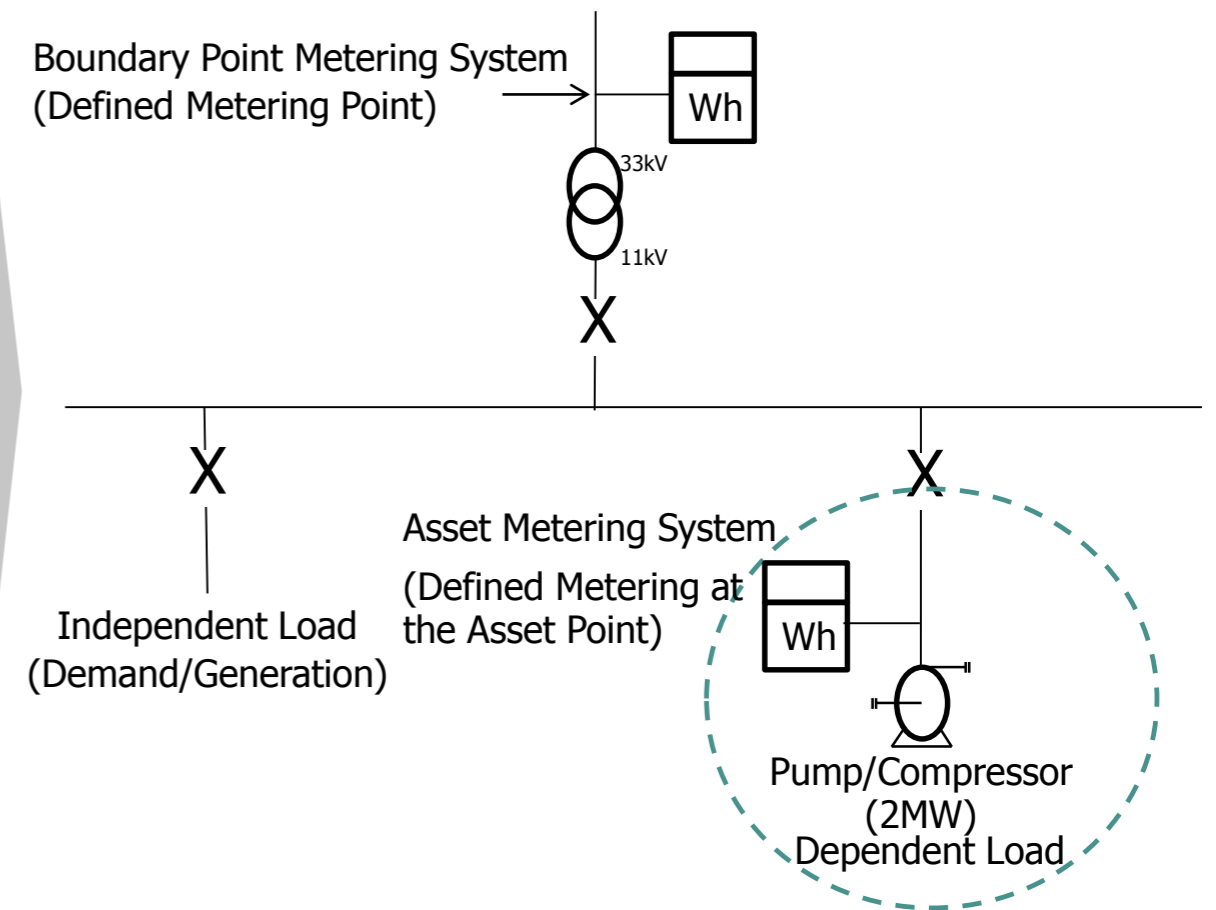 Boundary Point Metering System
(Defined Metering Point)
Wh
33kV
11kV
X
X
X
Asset Metering System
(Defined Metering at
the Asset Point)
Wh
Independent Load
(Demand/Generation)
Pump/Compressor
(2MW)
Dependent Load